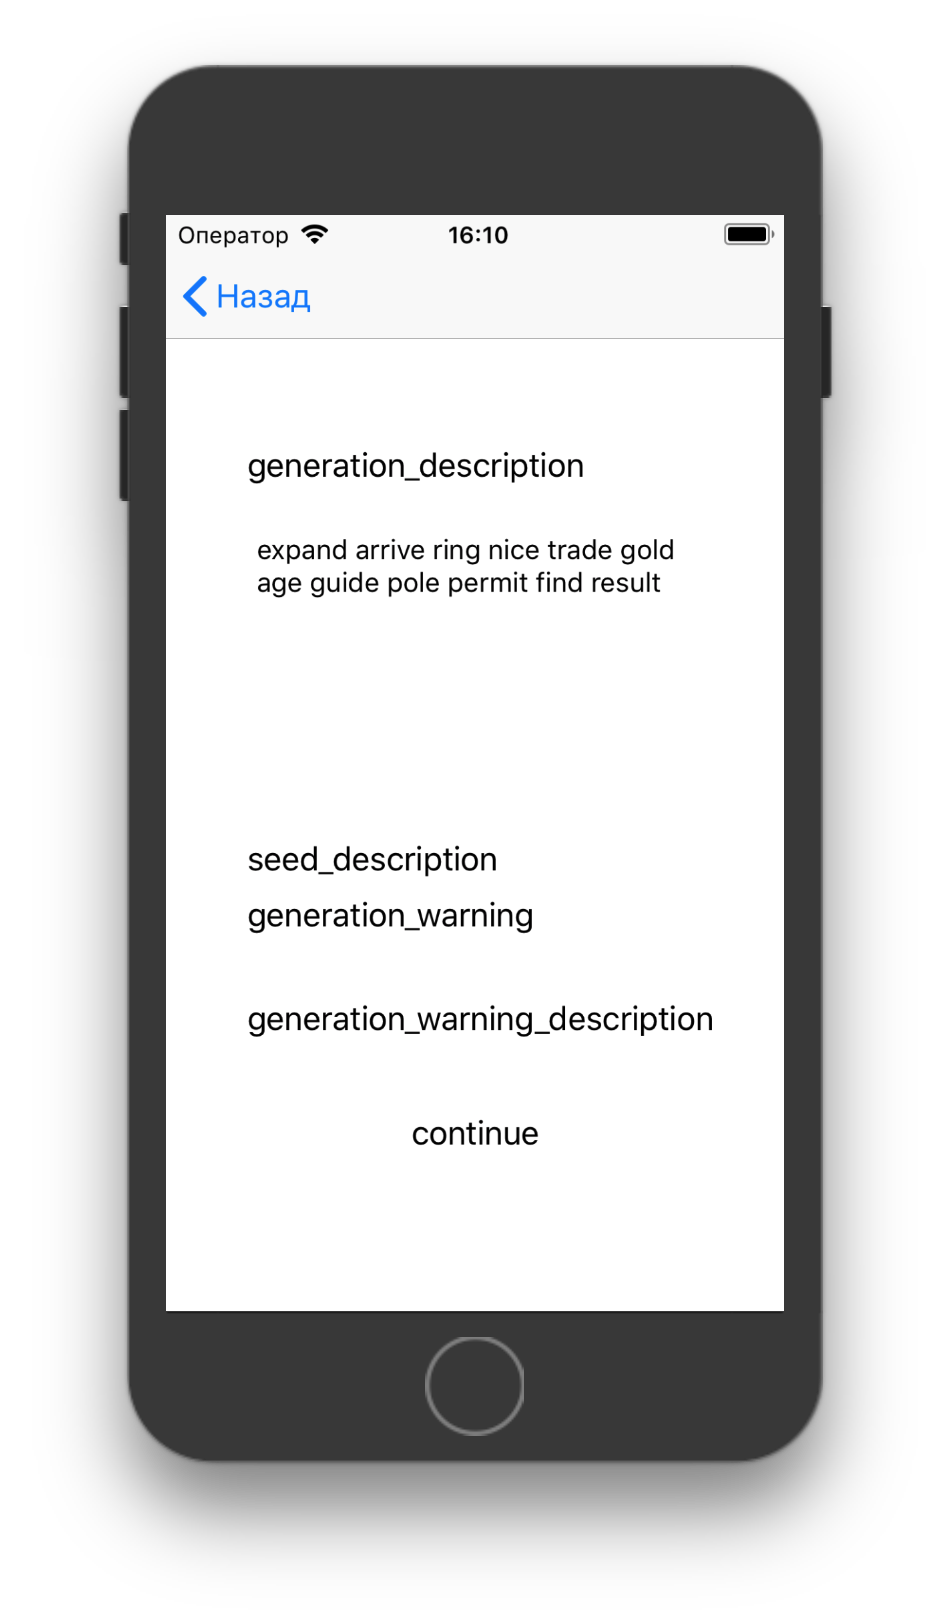 Оператор 16:10
Назад
generation_description
expand arrive ring nice trade gold
age guide pole permit find result
seed_description
generation_warning
generation_warning_description
continue